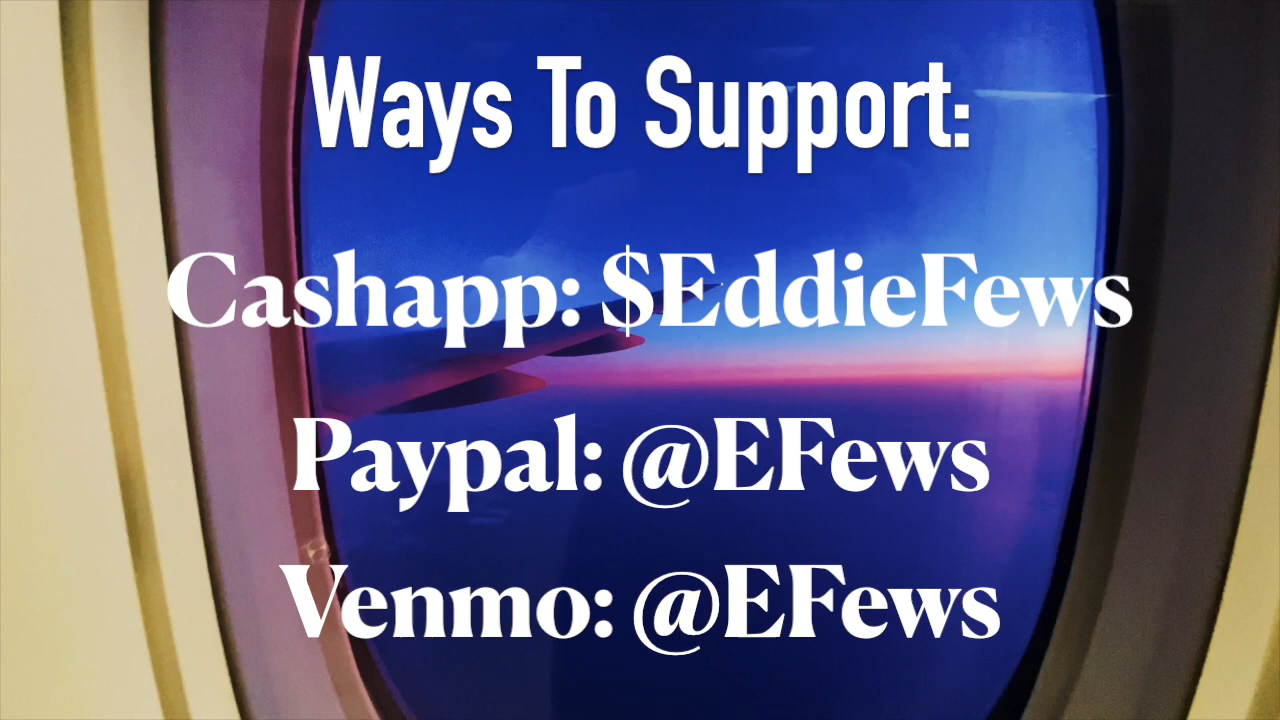 Ways To Support:
Cashapp: $EddieFews
Paypal: @EFews
Venmo: @EFews